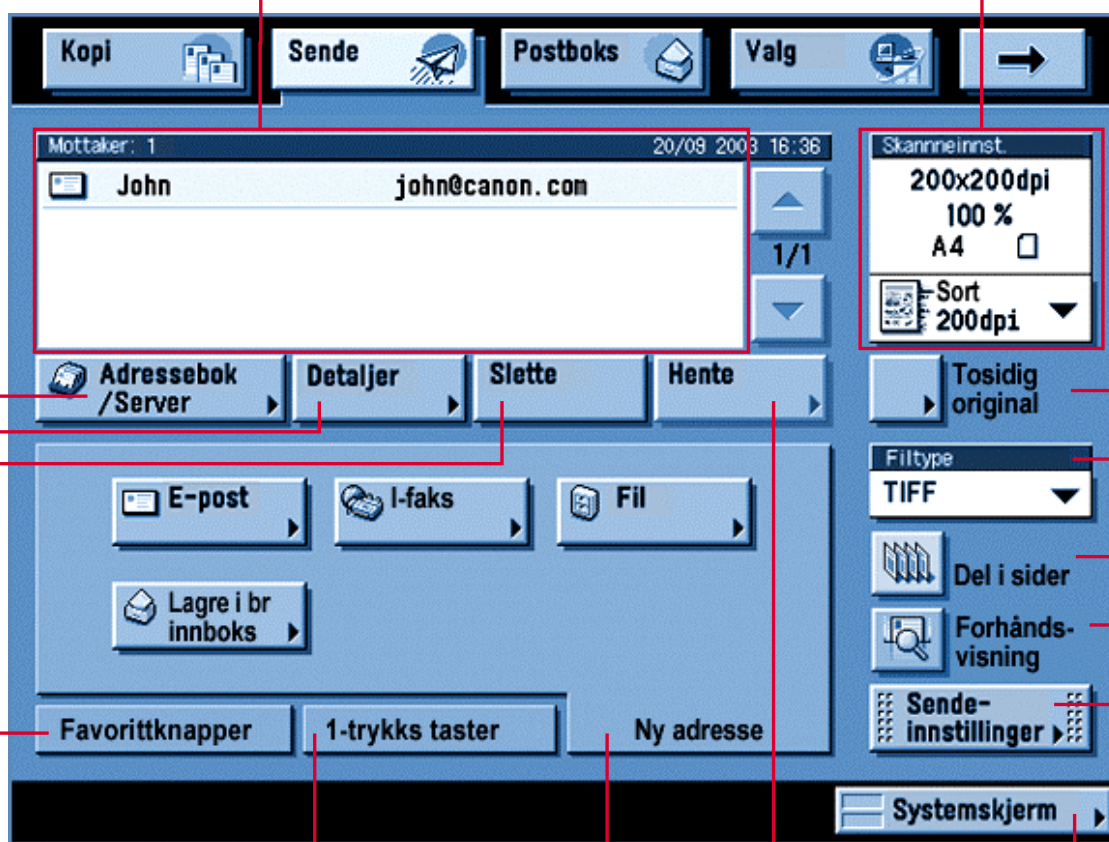 Kopi
Sende
Postboks
Valg
Mottaker: 1 20/09 2003 16:36
John john@canon.com
1/1
Skannneinnst.
200x200dpi
100 %
A4
Sort
200dpi
Adressebok
/Server
Detaljer
Slette
Hente
Tosidig
original
Filtype
TIFF
E-post
I-faks
Fil
Del i sider
Lagre i br
innboks
Forhånds-
visning
Sende-
innstillinger
Favorittknapper
1-trykks taster
Ny adresse
Systemskjerm